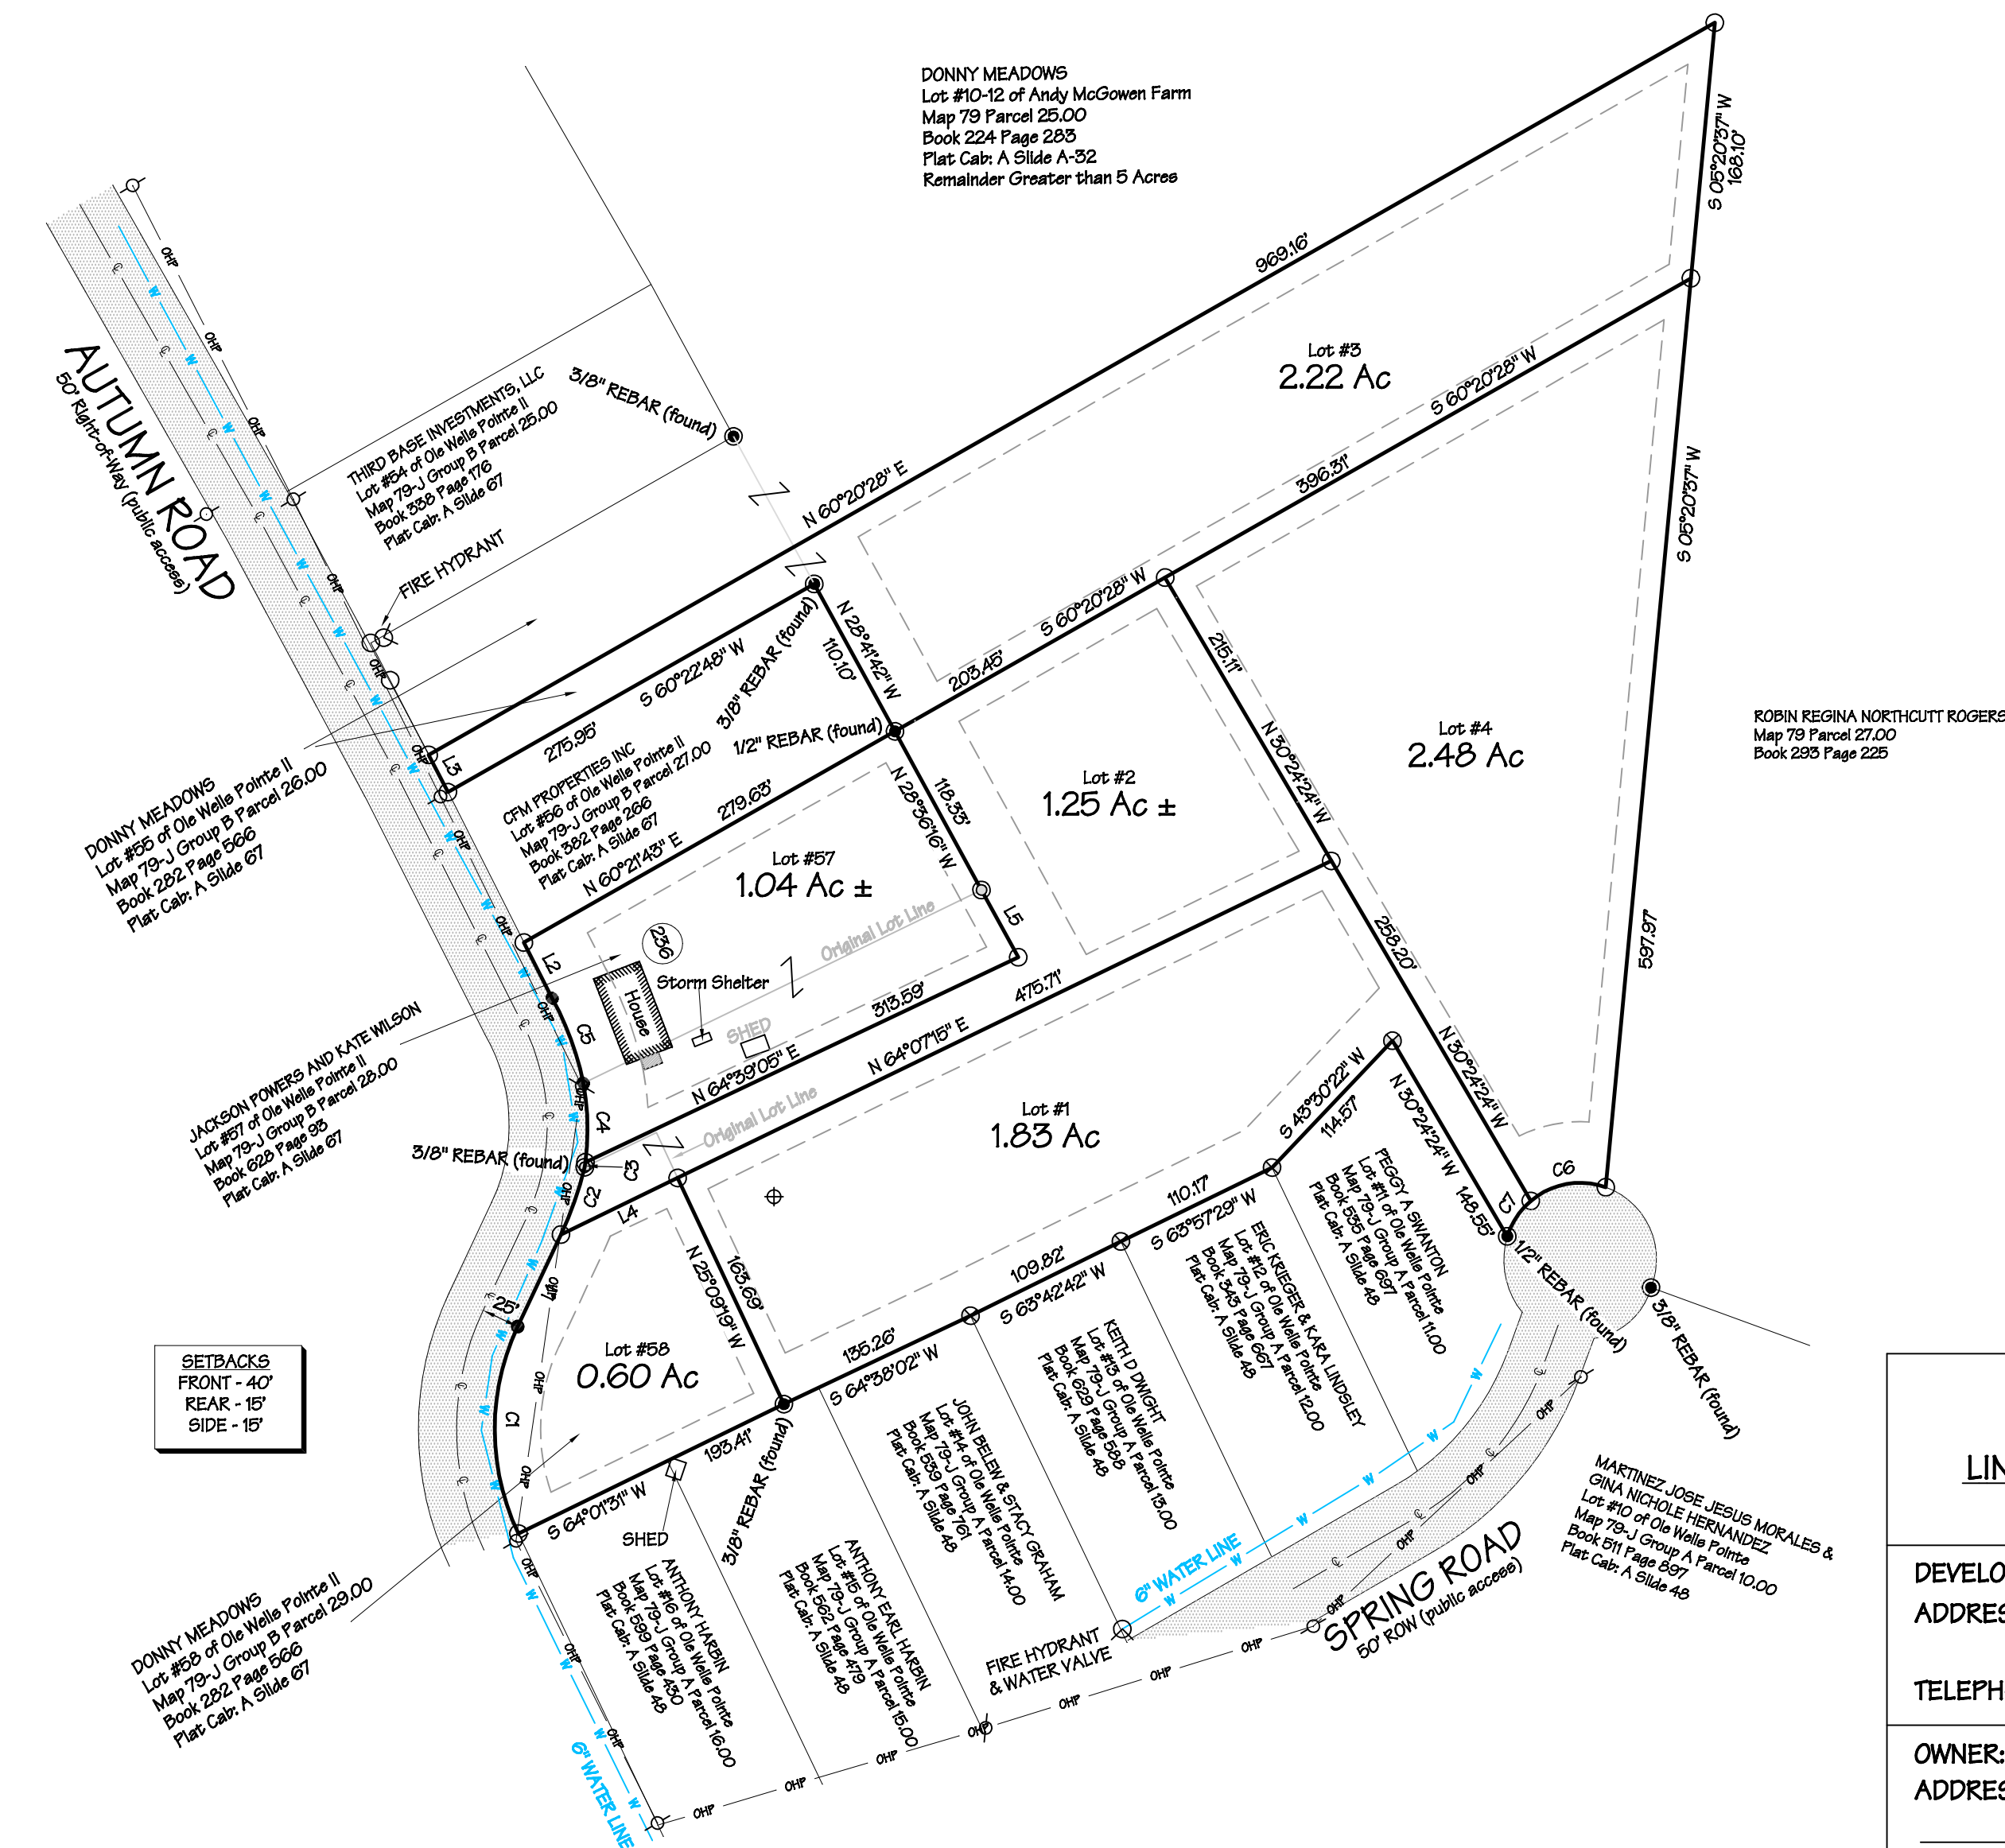 DONNY MEADOWS
Lot #10-12 of Andy McGowen Farm
Map 79 Parcel 25.00
Book 224 Page 283
Plat Cab: A Slide A-32
Remainder Greater than 5 Acres
S 05°20'37" W
168.10'
969.16'
N 60°20'28" E
Lot #3
2.22 Ac
S 60°20'28" W
396.31'
S 60°20'28" W
203.45'
AUTUMN ROAD
50' Right-of-Way (public access)
THIRD BASE INVESTMENTS, LLC
Lot #54 of Ole Wells Pointe II
Map 79-J Group B Parcel 25.00
Book 338 Page 176
Plat Cab: A Slide 67
3/8" REBAR (found)
FIRE HYDRANT
L3
275.95'
S 60°22'48" W
3/8" REBAR (found)
N 28°41'42" W
110.10'
1/2" REBAR (found)
CFM PROPERTIES INC
Lot #56 of Ole Wells Pointe II
Map 79-J Group B Parcel 27.00
Book 382 Page 266
Plat Cab: A Slide 67
N 60°21'43" E
279.63'
DONNY MEADOWS
Lot #55 of Ole Wells Pointe II
Map 79-J Group B Parcel 26.00
Book 282 Page 566
Plat Cab: A Slide 67
Lot #57
1.04 Ac ±
N 28°36'16" W
118.33'
L5
Lot #2
1.25 Ac ±
215.11'
N 30°24'24" W
Lot #4
2.48 Ac
S 05°20'37" W
597.97'
ROBIN REGINA NORTHCUTT ROGERS
Map 79 Parcel 27.00
Book 293 Page 225
L2
C5
236
House
Storm Shelter
SHED
Original Lot Line
313.59'
N 64°39'05" E
475.71'
N 64°07'15" E
Original Lot Line
JACKSON POWERS AND KATE WILSON
Lot #57 of Ole Wells Pointe II
Map 79-J Group B Parcel 28.00
Book 628 Page 93
Plat Cab: A Slide 67
3/8" REBAR (found)
C4
C3
C2
L4
Lot #1
1.83 Ac
258.20'
N 30°24'24" W
S 43°30'22" W
114.57'
N 30°24'24" W
148.55'
C7
C6
1/2" REBAR (found)
3/8" REBAR (found)
25'
L1
C1
Lot #58
0.60 Ac
N 25°09'19" W
163.69'
135.26'
S 64°38'02" W
109.82'
S 63°42'42" W
110.17'
S 63°57'29" W
193.41'
S 64°01'31" W
SHED
3/8" REBAR (found)
SETBACKS
FRONT - 40'
REAR - 15'
SIDE - 15'
DONNY MEADOWS
Lot #58 of Ole Wells Pointe II
Map 79-J Group B Parcel 29.00
Book 282 Page 566
Plat Cab: A Slide 67
ANTHONY HARBIN
Lot #16 of Ole Wells Pointe
Map 79-J Group A Parcel 16.00
Book 599 Page 430
Plat Cab: A Slide 48
ANTHONY EARL HARBIN
Lot #15 of Ole Wells Pointe
Map 79-J Group A Parcel 15.00
Book 562 Page 479
Plat Cab: A Slide 48
JOHN BELEW & STACY GRAHAM
Lot #14 of Ole Wells Pointe
Map 79-J Group A Parcel 14.00
Book 539 Page 761
Plat Cab: A Slide 48
KEITH D DWIGHT
Lot #13 of Ole Wells Pointe
Map 79-J Group A Parcel 13.00
Book 629 Page 588
Plat Cab: A Slide 48
ERIC KRIEGER & KARA LINDSLEY
Lot #12 of Ole Wells Pointe
Map 79-J Group A Parcel 12.00
Book 343 Page 667
Plat Cab: A Slide 48
PEGGY A SWANTON
Lot #11 of Ole Wells Pointe
Map 79-J Group A Parcel 11.00
Book 535 Page 697
Plat Cab: A Slide 48
MARTINEZ JOSE JESUS MORALES &
GINA NICHOLE HERNANDEZ
Lot #10 of Ole Wells Pointe
Map 79-J Group A Parcel 10.00
Book 511 Page 897
Plat Cab: A Slide 48
6" WATER LINE
FIRE HYDRANT
& WATER VALVE
SPRING ROAD
50' ROW (public access)
6" WATER LINE
LIN
DEVELO
ADDRES
TELEPH
OWNER:
ADDRES